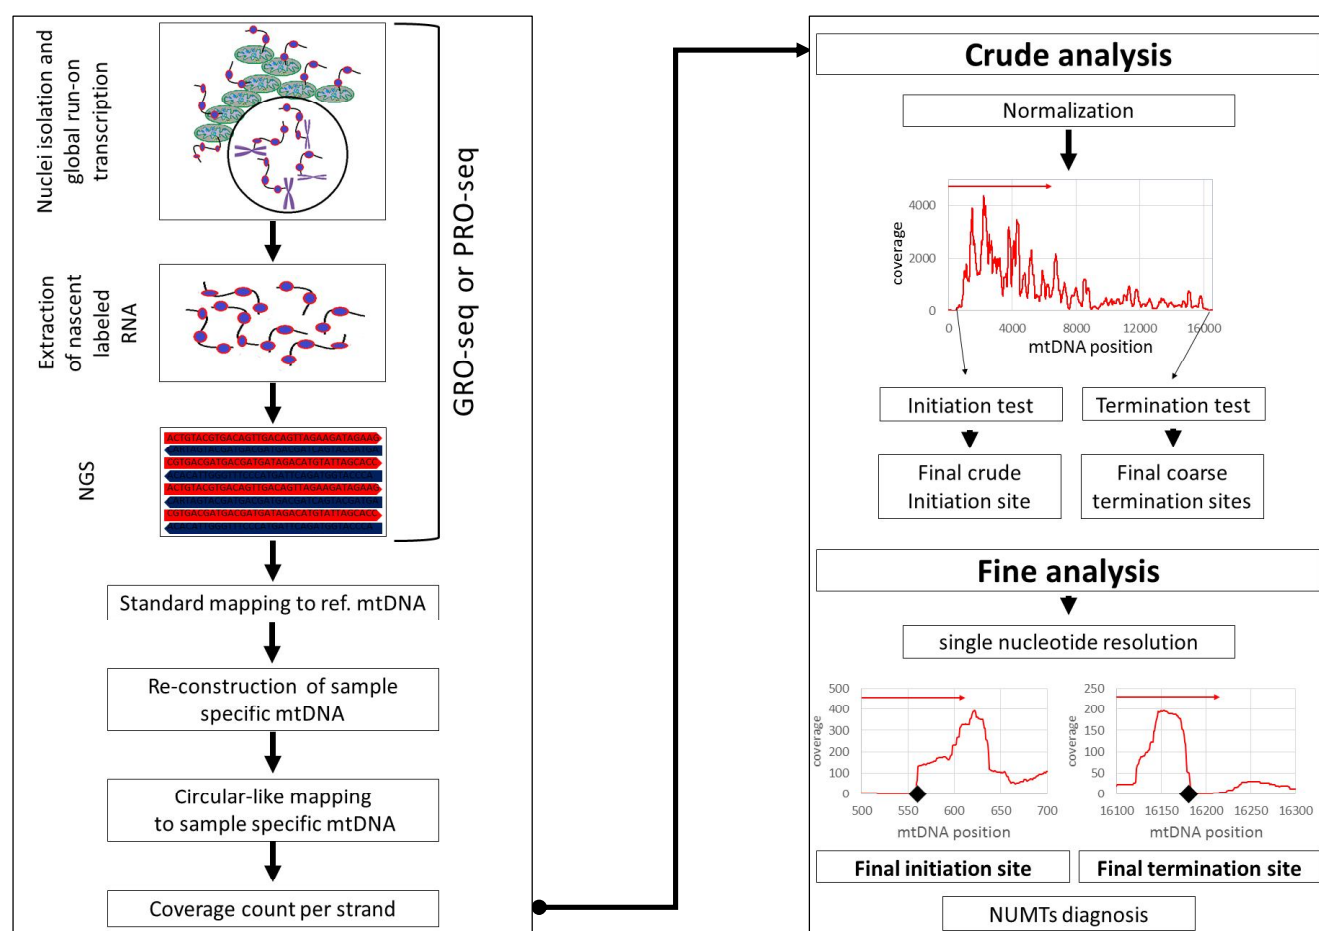 Nuclei isolation and
global run-on
transcription
Extraction
of nascent
labeled
RNA
NGS
ACTGTACGTGACAGTTGACAGTTAGAAGATAGAAG
CGTGACGATGACGATGATAGACATGTATTAGCACC
ACTGTACGTGACAGTTGACAGTTAGAAGATAGAAG
CGTGACGATGACGATGATAGACATGTATTAGCACC
GRO-seq or PRO-seq
Standard mapping to ref. mtDNA
Re-construction of sample
specific mtDNA
Circular-like mapping
to sample specific mtDNA
Coverage count per strand
Crude analysis
Normalization
coverage
4000
2000
0
0 4000 8000 12000 16000
mtDNA position
Initiation test
Termination test
Final crude
Initiation site
Final coarse
termination sites
Fine analysis
single nucleotide resolution
coverage
500
400
300
200
100
0
500 550 600 650 700
mtDNA position
coverage
250
200
150
100
50
0
16100 16150 16200 16250 16300
mtDNA position
Final initiation site
Final termination site
NUMTs diagnosis